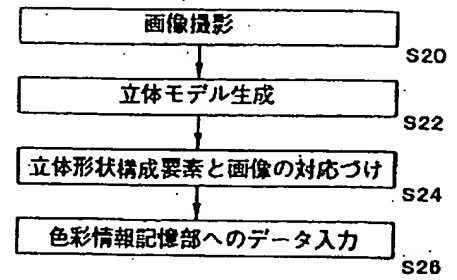 画像撮影
S20
立体モデル生成
S22
立体形状構成要素と画像の対応づけ
S24
色彩情報記憶部へのデータ入力
S26